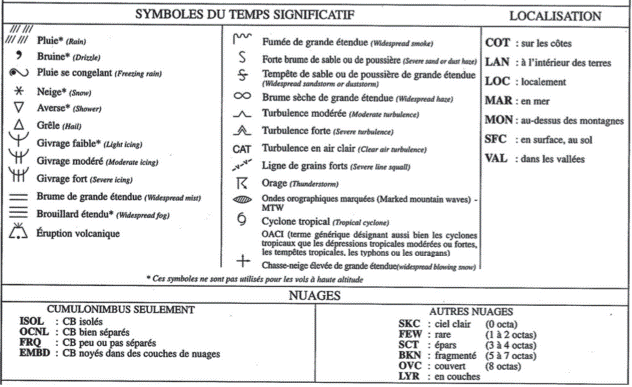 SYMBOLES DU TEMPS SIGNIFICATIF
Pluie* (Rain)
Bruine* (Drizzle)
Pluie se congelant (Freezing rain)
Neige* (Snow)
Averse* (Shower)
Grêle (Hail)
Givrage faible* (Light icing)
Givrage modéré (Moderate icing)
Givrage fort (Severe icing)
Brume de grande étendue (Widespread mist)
Brouillard étendu* (Widespread fog)
Éruption volcanique
Fumée de grande étendue (Widespread smoke)
Forte brume de sable ou de poussière (Severe sand or dust haze)
Tempête de sable ou de poussière de grande étendue
(Widespread sandstorm or duststorm)
Brume sèche de grande étendue (Widespread haze)
Turbulence modérée (Moderate turbulence)
Turbulence forte (Severe turbulence)
CAT Turbulence en air clair (Clear air turbulence)
Ligne de grains forts (Severe line squall)
Orage (Thunderstorm)
Ondes orographiques marquées (Marked mountain waves) -
MTW
Cyclone tropical (Tropical cyclone)
OACI (terme générique désignant aussi bien les cyclones
tropicaux que les dépressions tropicales modérées ou fortes,
les tempêtes tropicales, les typhons ou les ouragans)
Chasse-neige élevée de grande étendue(widespread blowing snow)
* Ces symboles ne sont pas utilisés pour les vols à haute altitude
LOCALISATION
COT : sur les côtes
LAN : à l'intérieur des terres
LOC : localement
MAR : en mer
MON : au-dessus des montagnes
SFC : en surface, au sol
VAL : dans les vallées
NUAGES
CUMULONIMBUS SEULEMENT
ISOL : CB isolés
OCNL : CB bien séparés
FRQ : CB peu ou pas séparés
EMBD : CB noyés dans des couches de nuages
AUTRES NUAGES
SKC : ciel clair (0 octa)
FEW : rare (1 à 2 octas)
SCT : épars (3 à 4 octas)
BKN : fragmenté (5 à 7 octas)
OVC : couvert (8 octas)
LYR : en couches